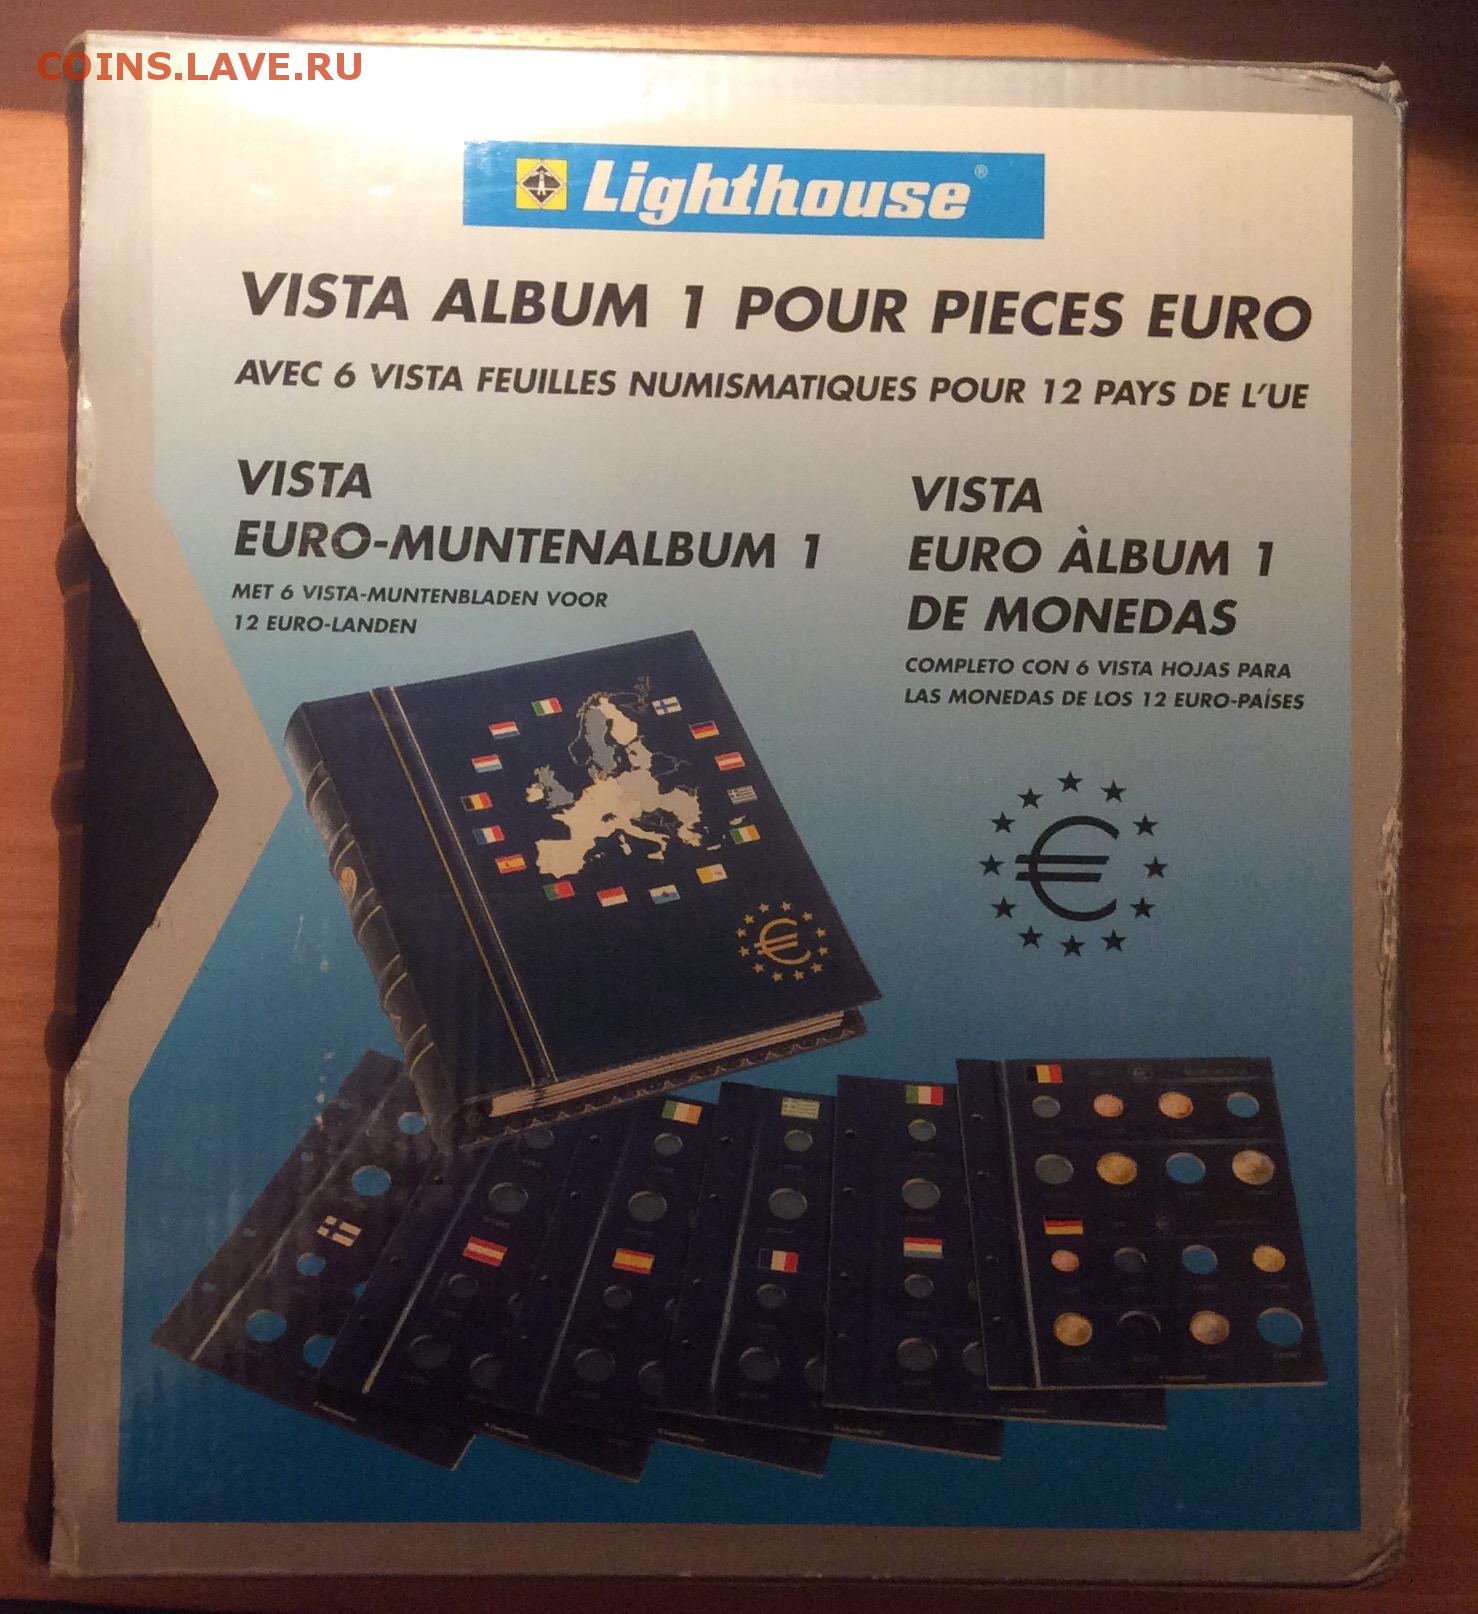 COINS.LAVE.RU
Lighthouse®
VISTA ALBUM 1 POUR PIECES EURO
AVEC 6 VISTA FEUILLES NUMISMATIQUES POUR 12 PAYS DE L'UE
VISTA
EURO-MUNTENALBUM 1
MET 6 VISTA-MUNTENBLADEN VOOR
12 EURO-LANDEN
VISTA
EURO ÀLBUM 1
DE MONEDAS
COMPLETO CON 6 VISTA HOJAS PARA
LAS MONEDAS DE LOS 12 EURO-PAÍSES
€
€